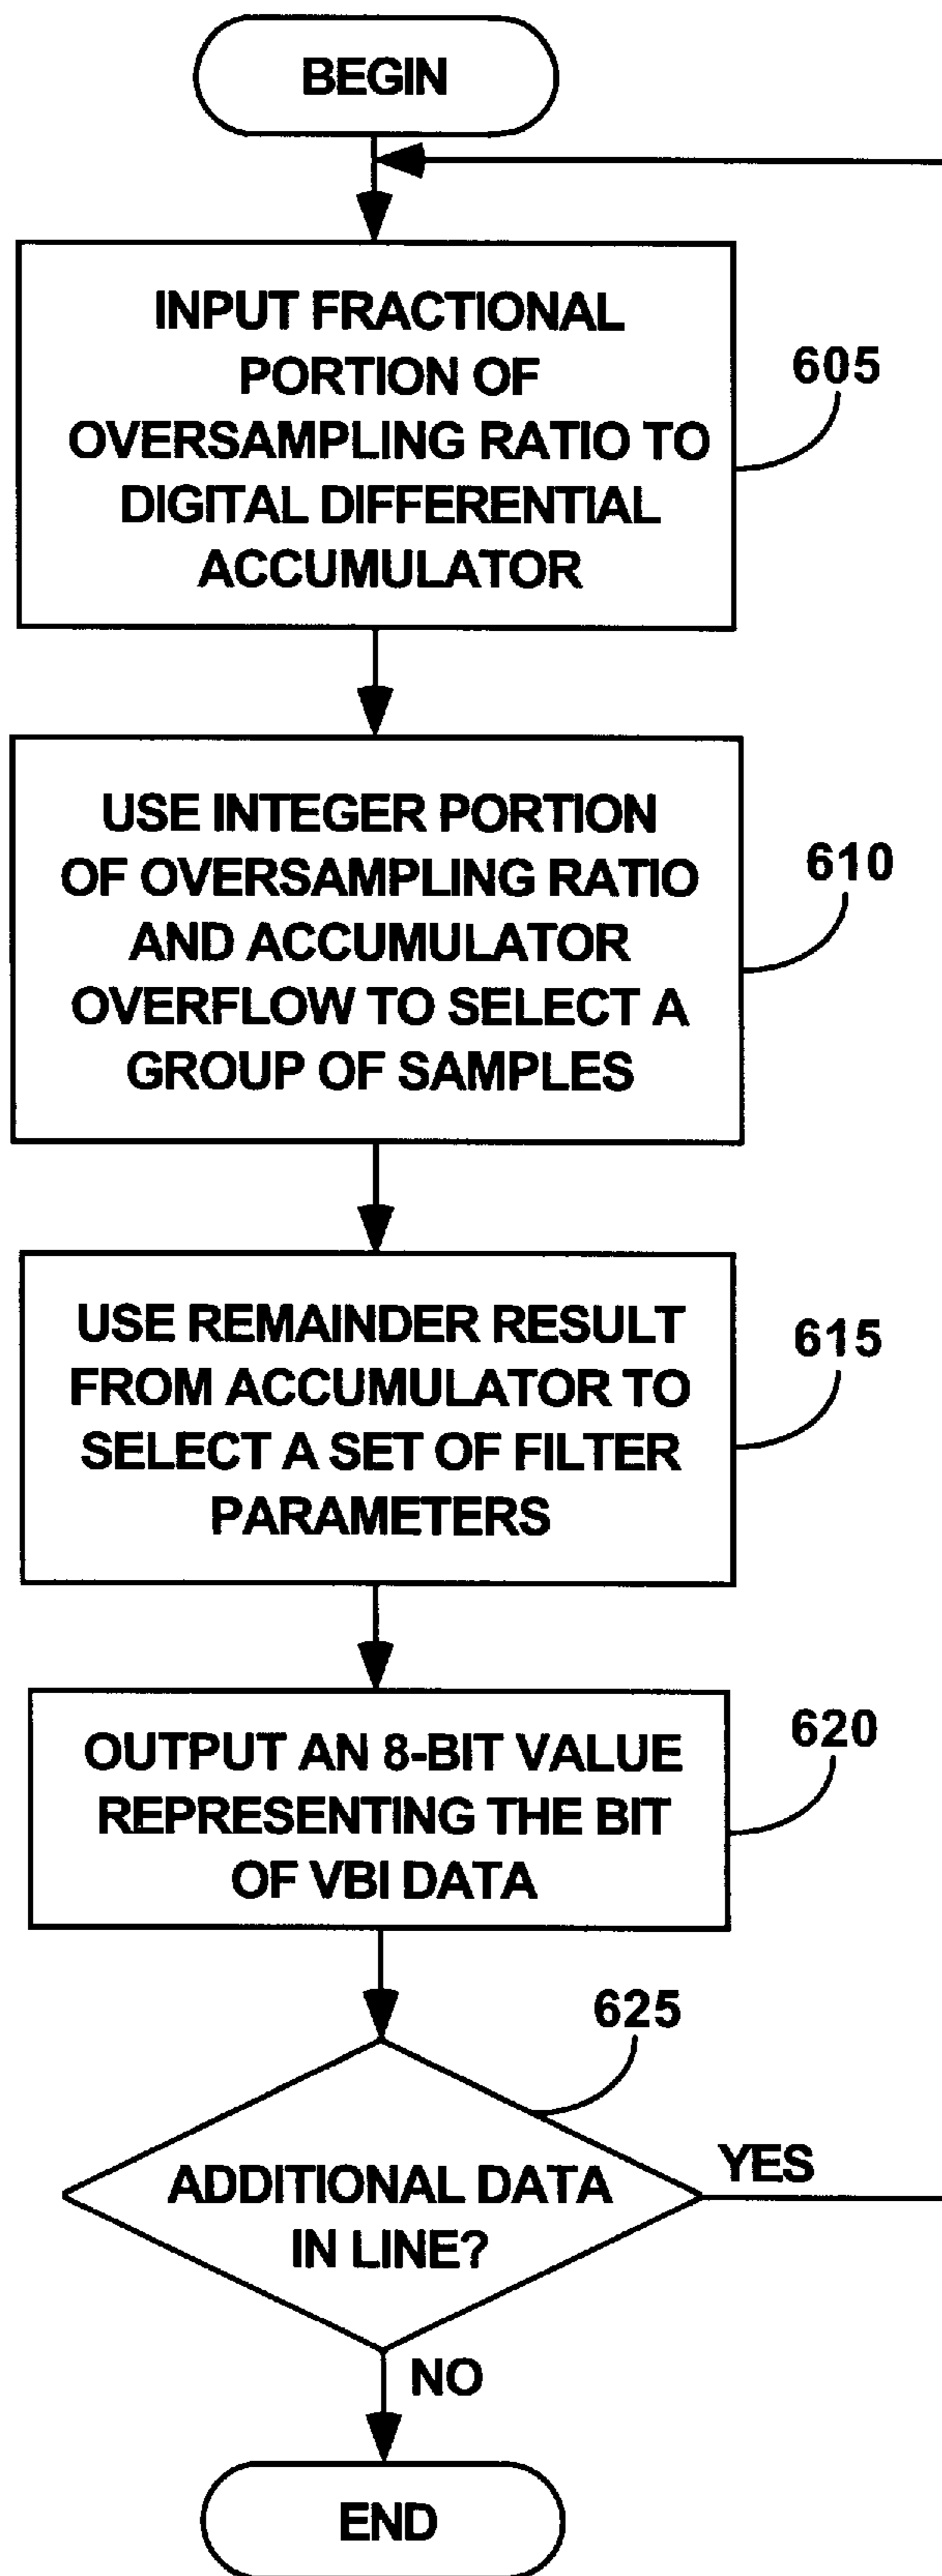 BEGIN
INPUT FRACTIONAL
PORTION OF
OVERSAMPLING RATIO TO
DIGITAL DIFFERENTIAL
ACCUMULATOR
605
USE INTEGER PORTION
OF OVERSAMPLING RATIO
AND ACCUMULATOR
OVERFLOW TO SELECT A
GROUP OF SAMPLES
610
USE REMAINDER RESULT
FROM ACCUMULATOR TO
SELECT A SET OF FILTER
PARAMETERS
615
OUTPUT AN 8-BIT VALUE
REPRESENTING THE BIT
OF VBI DATA
620
625
ADDITIONAL DATA
IN LINE?
YES
NO
END